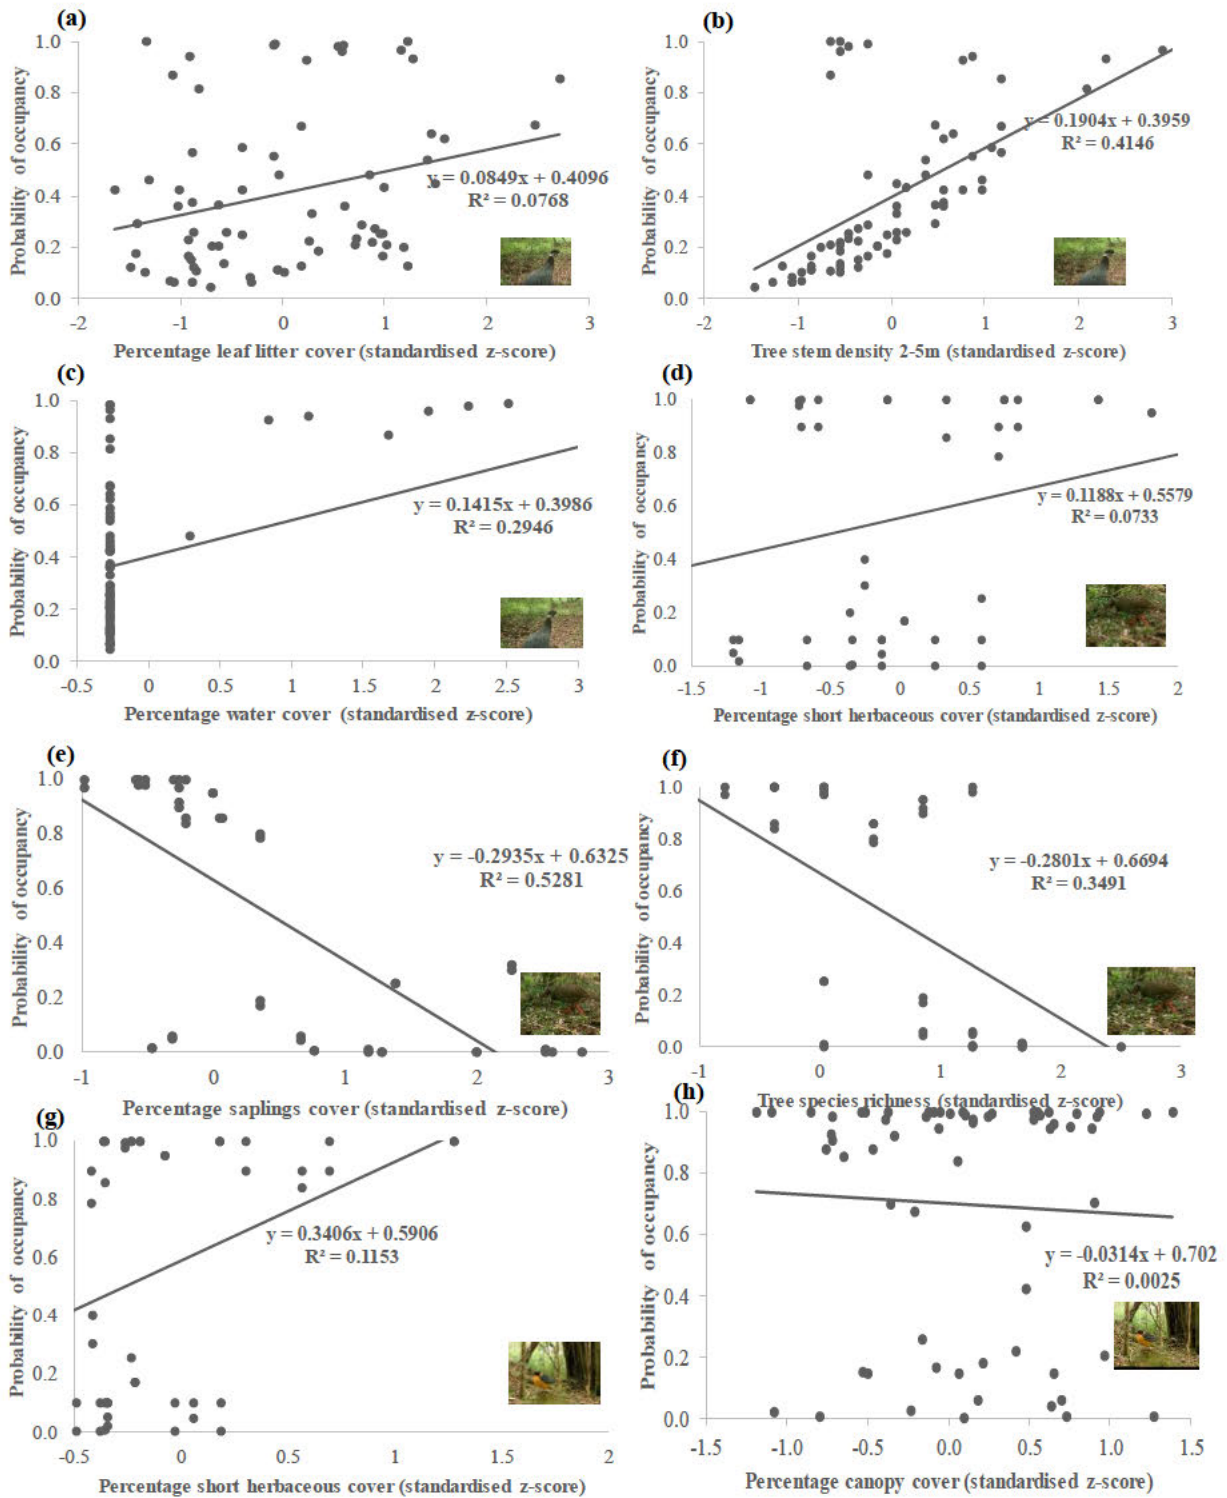 (a)
Probability of occupancy
1.0
0.8
0.6
0.4
0.2
0.0
y = 0.0849x + 0.4096
R² = 0.0768
-2 -1 0 1 2 3
Percentage leaf litter cover (standardised z-score)
(b)
Probability of occupancy
1.0
0.8
0.6
0.4
0.2
0.0
y = 0.1904x + 0.3959
R² = 0.4146
-2 -1 0 1 2 3
Tree stem density 2-5m (standardised z-score)
(c)
Probability of occupancy
1.0
0.8
0.6
0.4
0.2
0.0
y = 0.1415x + 0.3986
R² = 0.2946
-0.5 0 0.5 1 1.5 2 2.5 3
Percentage water cover (standardised z-score)
(d)
Probability of occupancy
1.0
0.8
0.6
0.4
0.2
0.0
y = 0.1188x + 0.5579
R² = 0.0733
-1.5 -1 -0.5 0 0.5 1 1.5 2
Percentage short herbaceous cover (standardised z-score)
(e)
Probability of occupancy
1.0
0.8
0.6
0.4
0.2
0.0
y = -0.2935x + 0.6325
R² = 0.5281
-1 0 1 2 3
Percentage saplings cover (standardised z-score)
(f)
Probability of occupancy
1.0
0.8
0.6
0.4
0.2
0.0
y = -0.2801x + 0.6694
R² = 0.3491
-1 0 1 2 3
Tree species richness (standardised z-score)
(g)
Probability of occupancy
1.0
0.8
0.6
0.4
0.2
0.0
y = 0.3406x + 0.5906
R² = 0.1153
-0.5 0 0.5 1 1.5 2
Percentage short herbaceous cover (standardised z-score)
(h)
Probability of occupancy
1.0
0.8
0.6
0.4
0.2
0.0
y = -0.0314x + 0.702
R² = 0.0025
-1.5 -1.0 -0.5 0.0 0.5 1.0 1.5
Percentage canopy cover (standardised z-score)